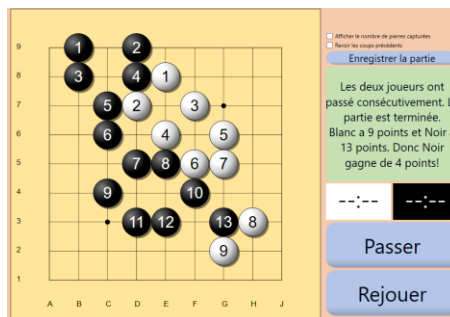 9 1 2
8 3 4 1
7 5 2 3
6 6 4 5
5 7 8 6 7
4 9 10
3 11 12 13 8
2 9
1
A B C D E F G H J
Afficher le nombre de pierres capturées
Revoir les coups précédents
Enregistrer la partie
Les deux joueurs ont
passé consécutivement. L
partie est terminée.
Blanc a 9 points et Noir
13 points. Donc Noir
gagne de 4 points!
--:-- --:--
Passer
Rejouer